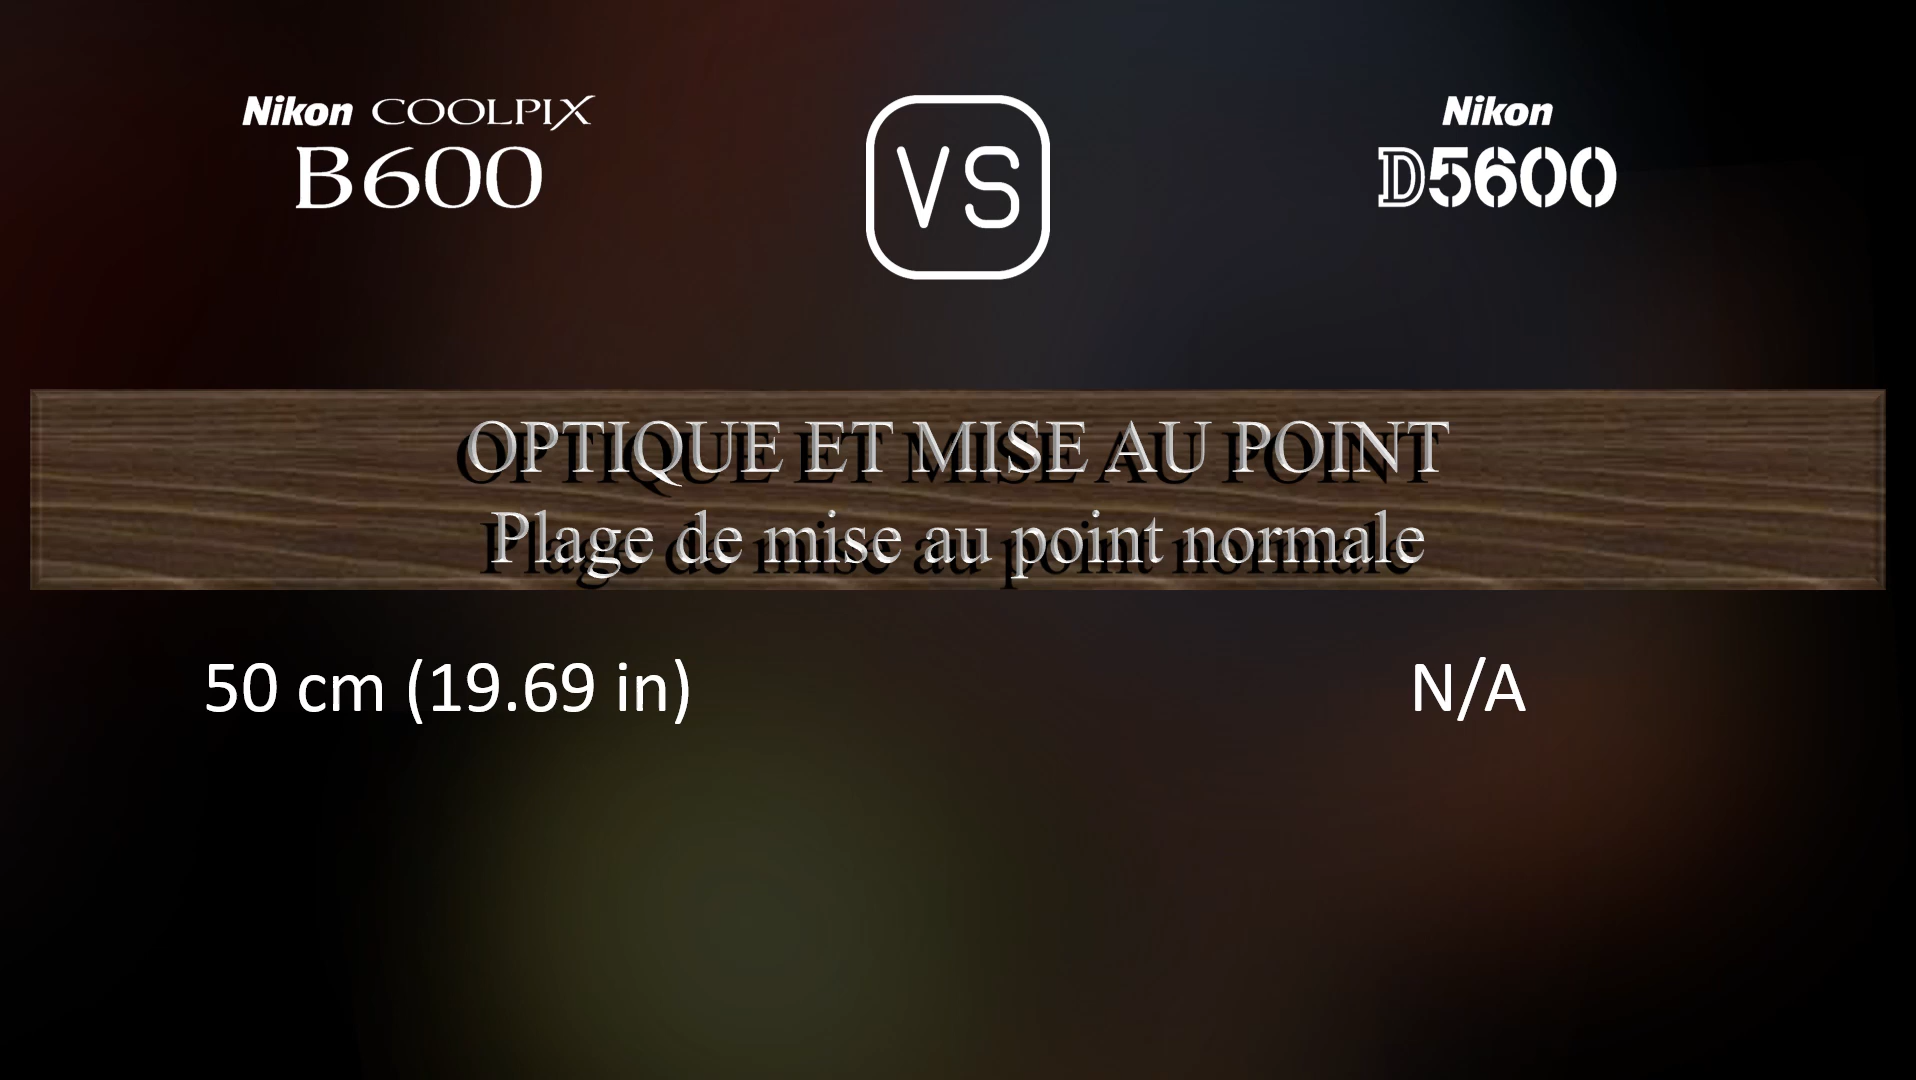 Nikon COOLPIX
B600
VS
Nikon
D5600
OPTIQUE ET MISE AU POINT
Plage de mise au point normale
50 cm (19.69 in)
N/A